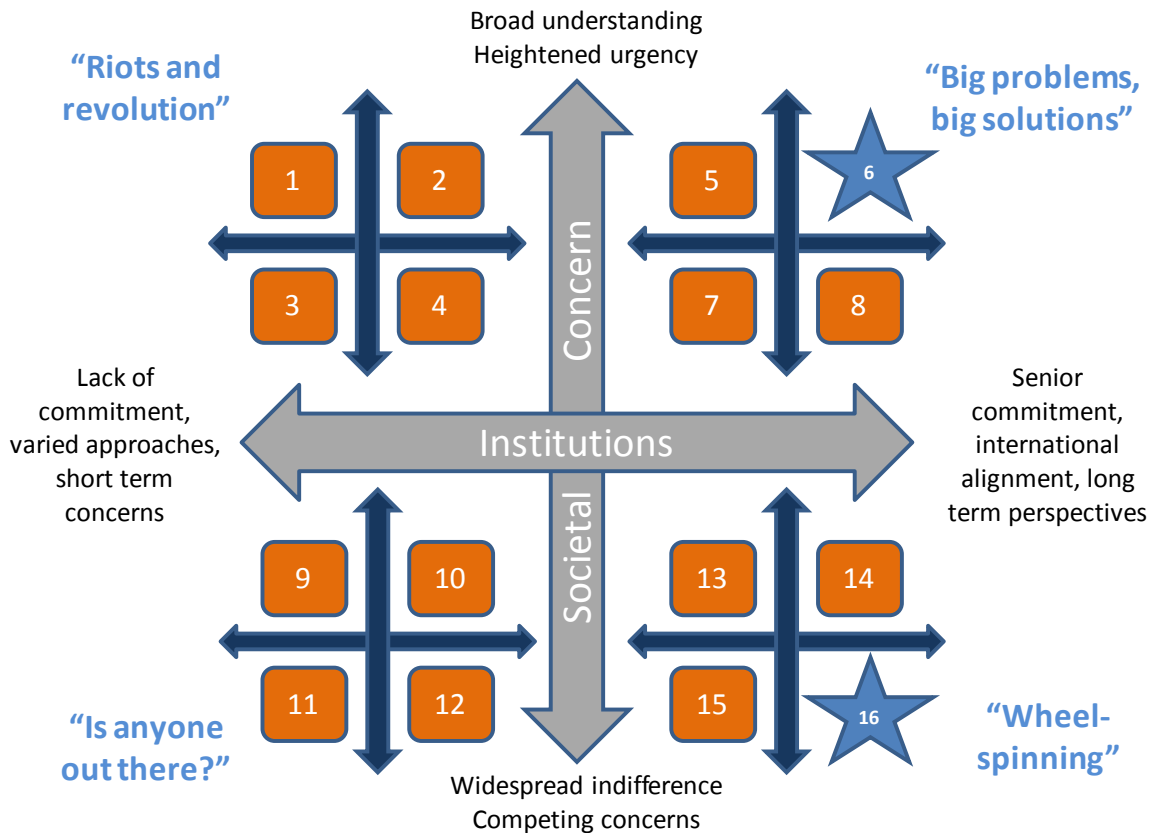 Broad understanding
Heightened urgency
“Riots and
revolution”
“Big problems,
big solutions”
1
2
5
6
3
4
7
8
Concern
Lack of
commitment,
varied approaches,
short term
concerns
Institutions
Senior
commitment,
international
alignment, long
term perspectives
Societal
9
10
13
14
11
12
15
16
“Is anyone
out there?”
“Wheel-
spinning”
Widespread indifference
Competing concerns